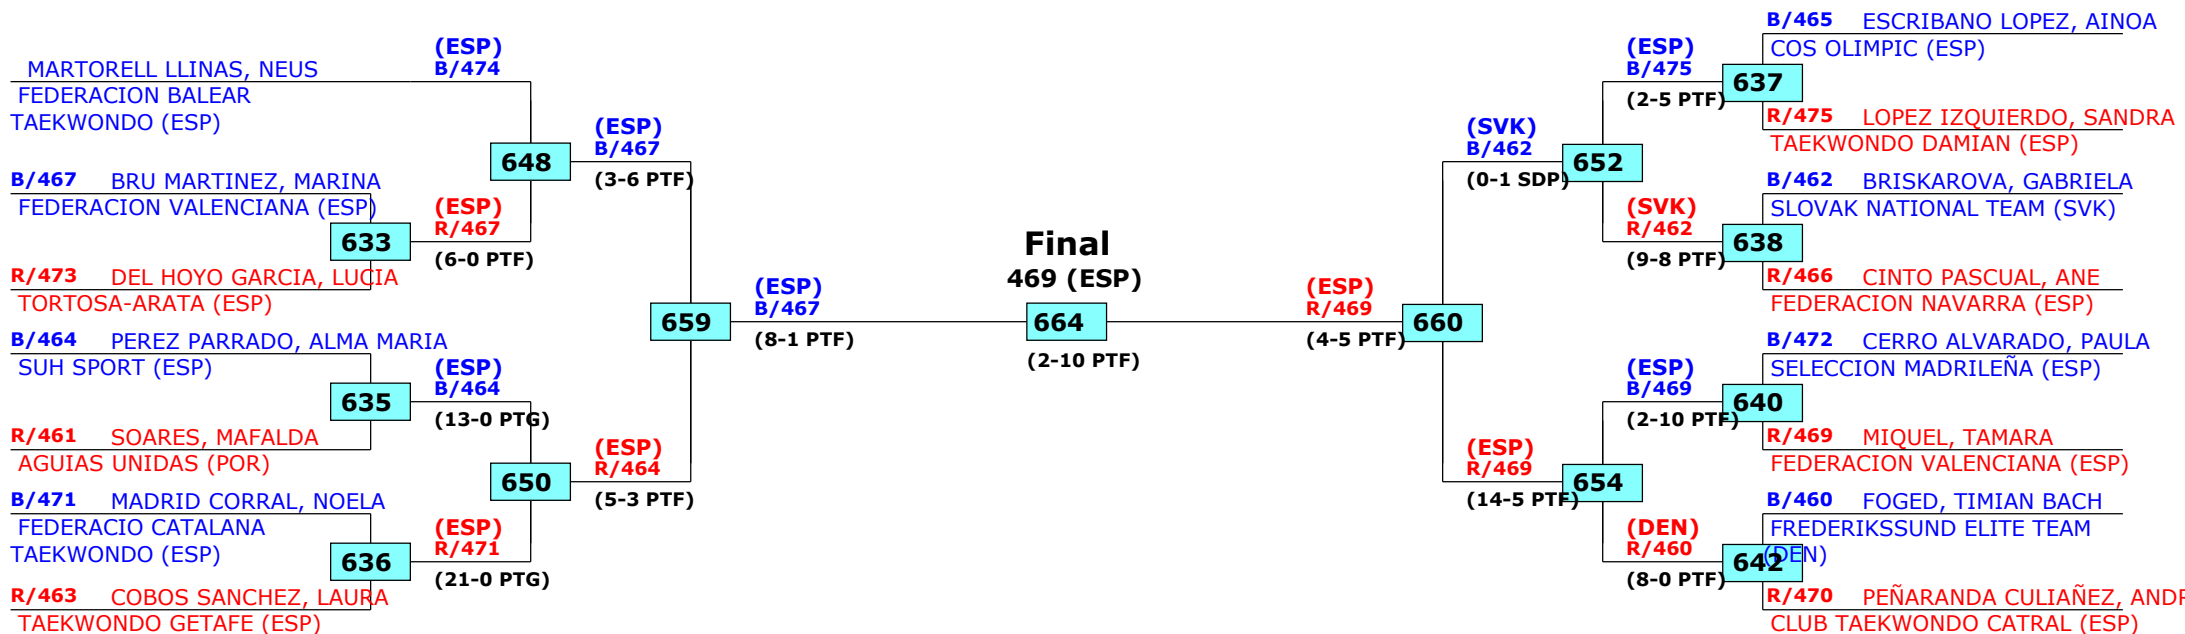 (ESP)
MARTORELL LLINAS, NEUS B/474
FEDERACION BALEAR
TAEKWONDO (ESP)
648
B/467 BRU MARTINEZ, MARINA
FEDERACION VALENCIANA (ESP)
633
(ESP)
R/467
(6-0 PTF)
R/473 DEL HOYO GARCIA, LUCIA
TORTOSA-ARATA (ESP)
(ESP)
B/467
(3-6 PTF)
B/464 PEREZ PARRADO, ALMA MARIA
SUH SPORT (ESP)
635
(ESP)
B/464
(13-0 PTG)
R/461 SOARES, MAFALDA
AGUIAS UNIDAS (POR)
650
B/471 MADRID CORRAL, NOELA
FEDERACIO CATALANA
TAEKWONDO (ESP)
636
(ESP)
R/471
(21-0 PTG)
R/463 COBOS SANCHEZ, LAURA
TAEKWONDO GETAFE (ESP)
(ESP)
R/464
(5-3 PTF)
659
(ESP)
B/467
(8-1 PTF)
Final
469 (ESP)
664
(2-10 PTF)
(ESP)
R/469
(4-5 PTF)
660
(SVK)
B/462
(0-1 SDP)
652
(ESP)
B/475
(2-5 PTF)
637
B/465 ESCRIBANO LOPEZ, AINOA
COS OLIMPIC (ESP)
R/475 LOPEZ IZQUIERDO, SANDRA
TAEKWONDO DAMIAN (ESP)
(SVK)
R/462
(9-8 PTF)
638
B/462 BRISKAROVA, GABRIELA
SLOVAK NATIONAL TEAM (SVK)
R/466 CINTO PASCUAL, ANE
FEDERACION NAVARRA (ESP)
(ESP)
R/469
(14-5 PTF)
654
(ESP)
B/469
(2-10 PTF)
640
B/472 CERRO ALVARADO, PAULA
SELECCION MADRILEÑA (ESP)
R/469 MIQUEL, TAMARA
FEDERACION VALENCIANA (ESP)
(DEN)
R/460
(8-0 PTF)
642
B/460 FOGED, TIMIAN BACH
FREDERIKSSUND ELITE TEAM
(DEN)
R/470 PEÑARANDA CULIAÑEZ, ANDR
CLUB TAEKWONDO CATRAL (ESP)